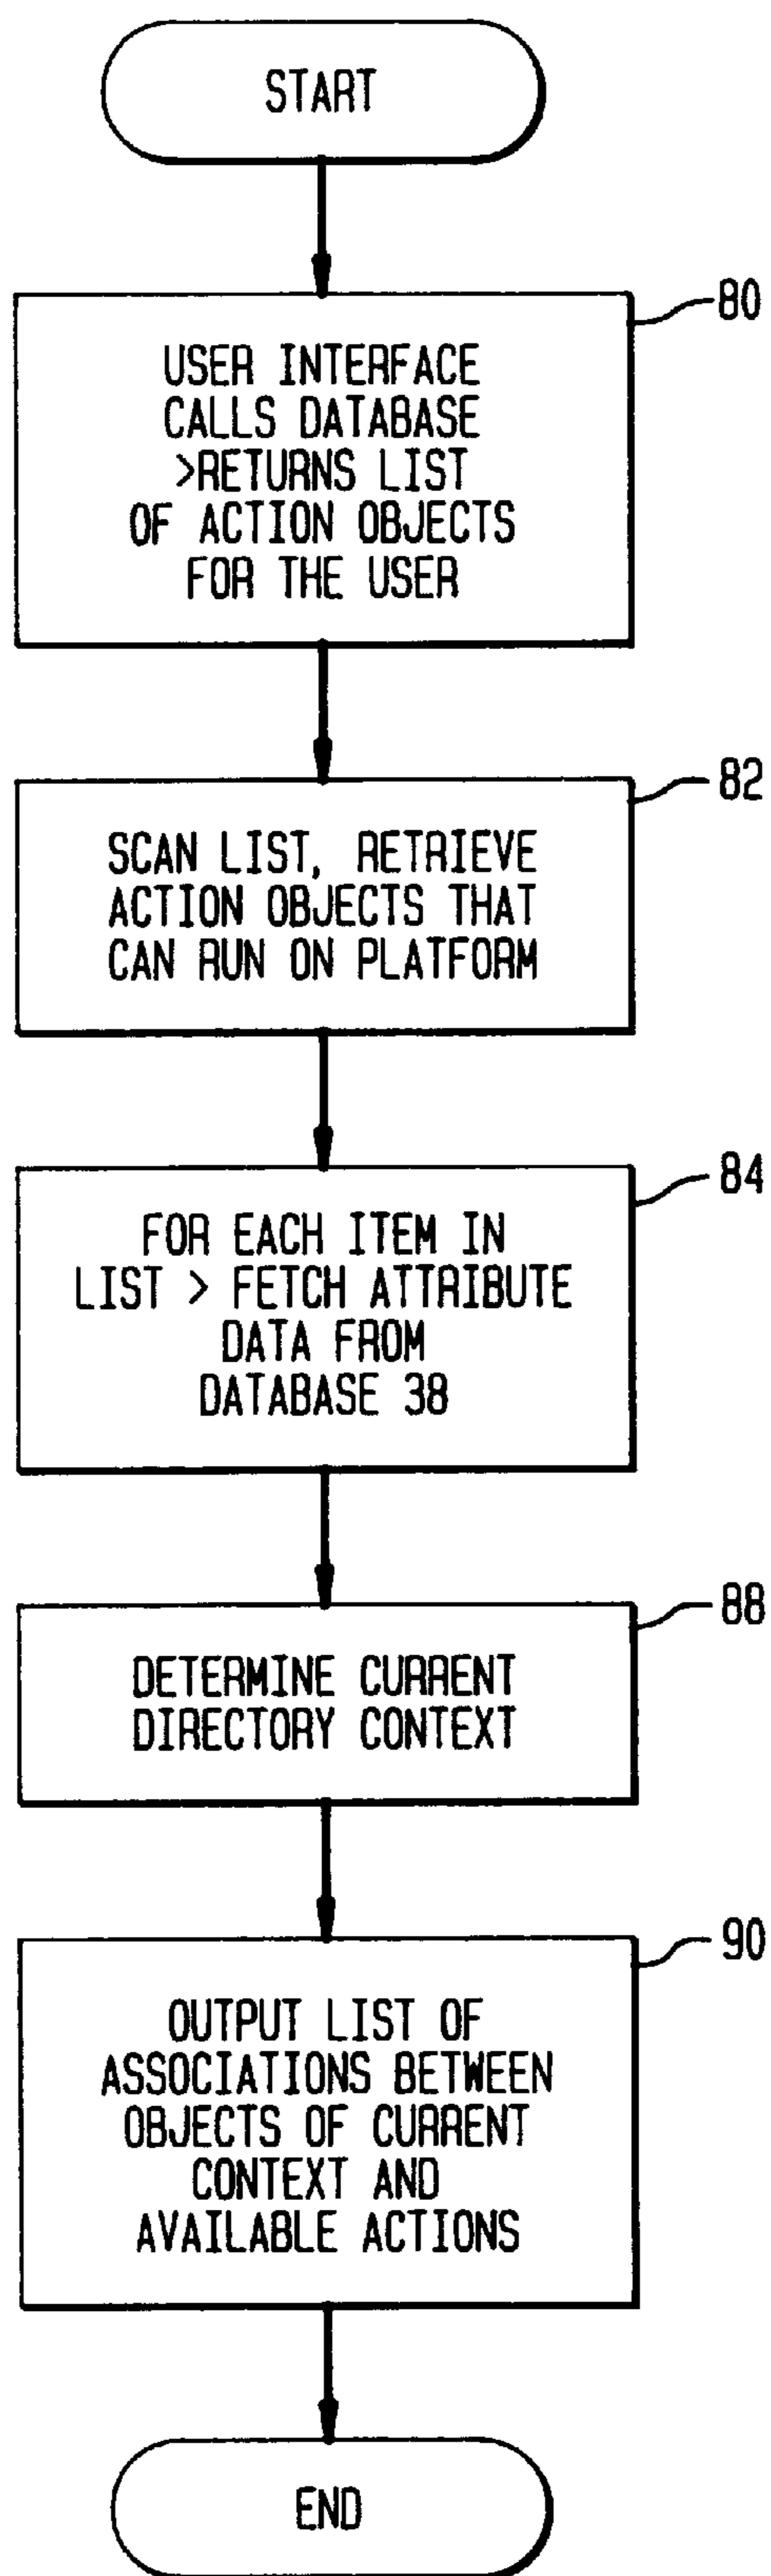 START
80
USER INTERFACE
CALLS DATABASE
>RETURNS LIST
OF ACTION OBJECTS
FOR THE USER
82
SCAN LIST, RETRIEVE
ACTION OBJECTS THAT
CAN RUN ON PLATFORM
84
FOR EACH ITEM IN
LIST > FETCH ATTRIBUTE
DATA FROM
DATABASE 38
88
DETERMINE CURRENT
DIRECTORY CONTEXT
90
OUTPUT LIST OF
ASSOCIATIONS BETWEEN
OBJECTS OF CURRENT
CONTEXT AND
AVAILABLE ACTIONS
END